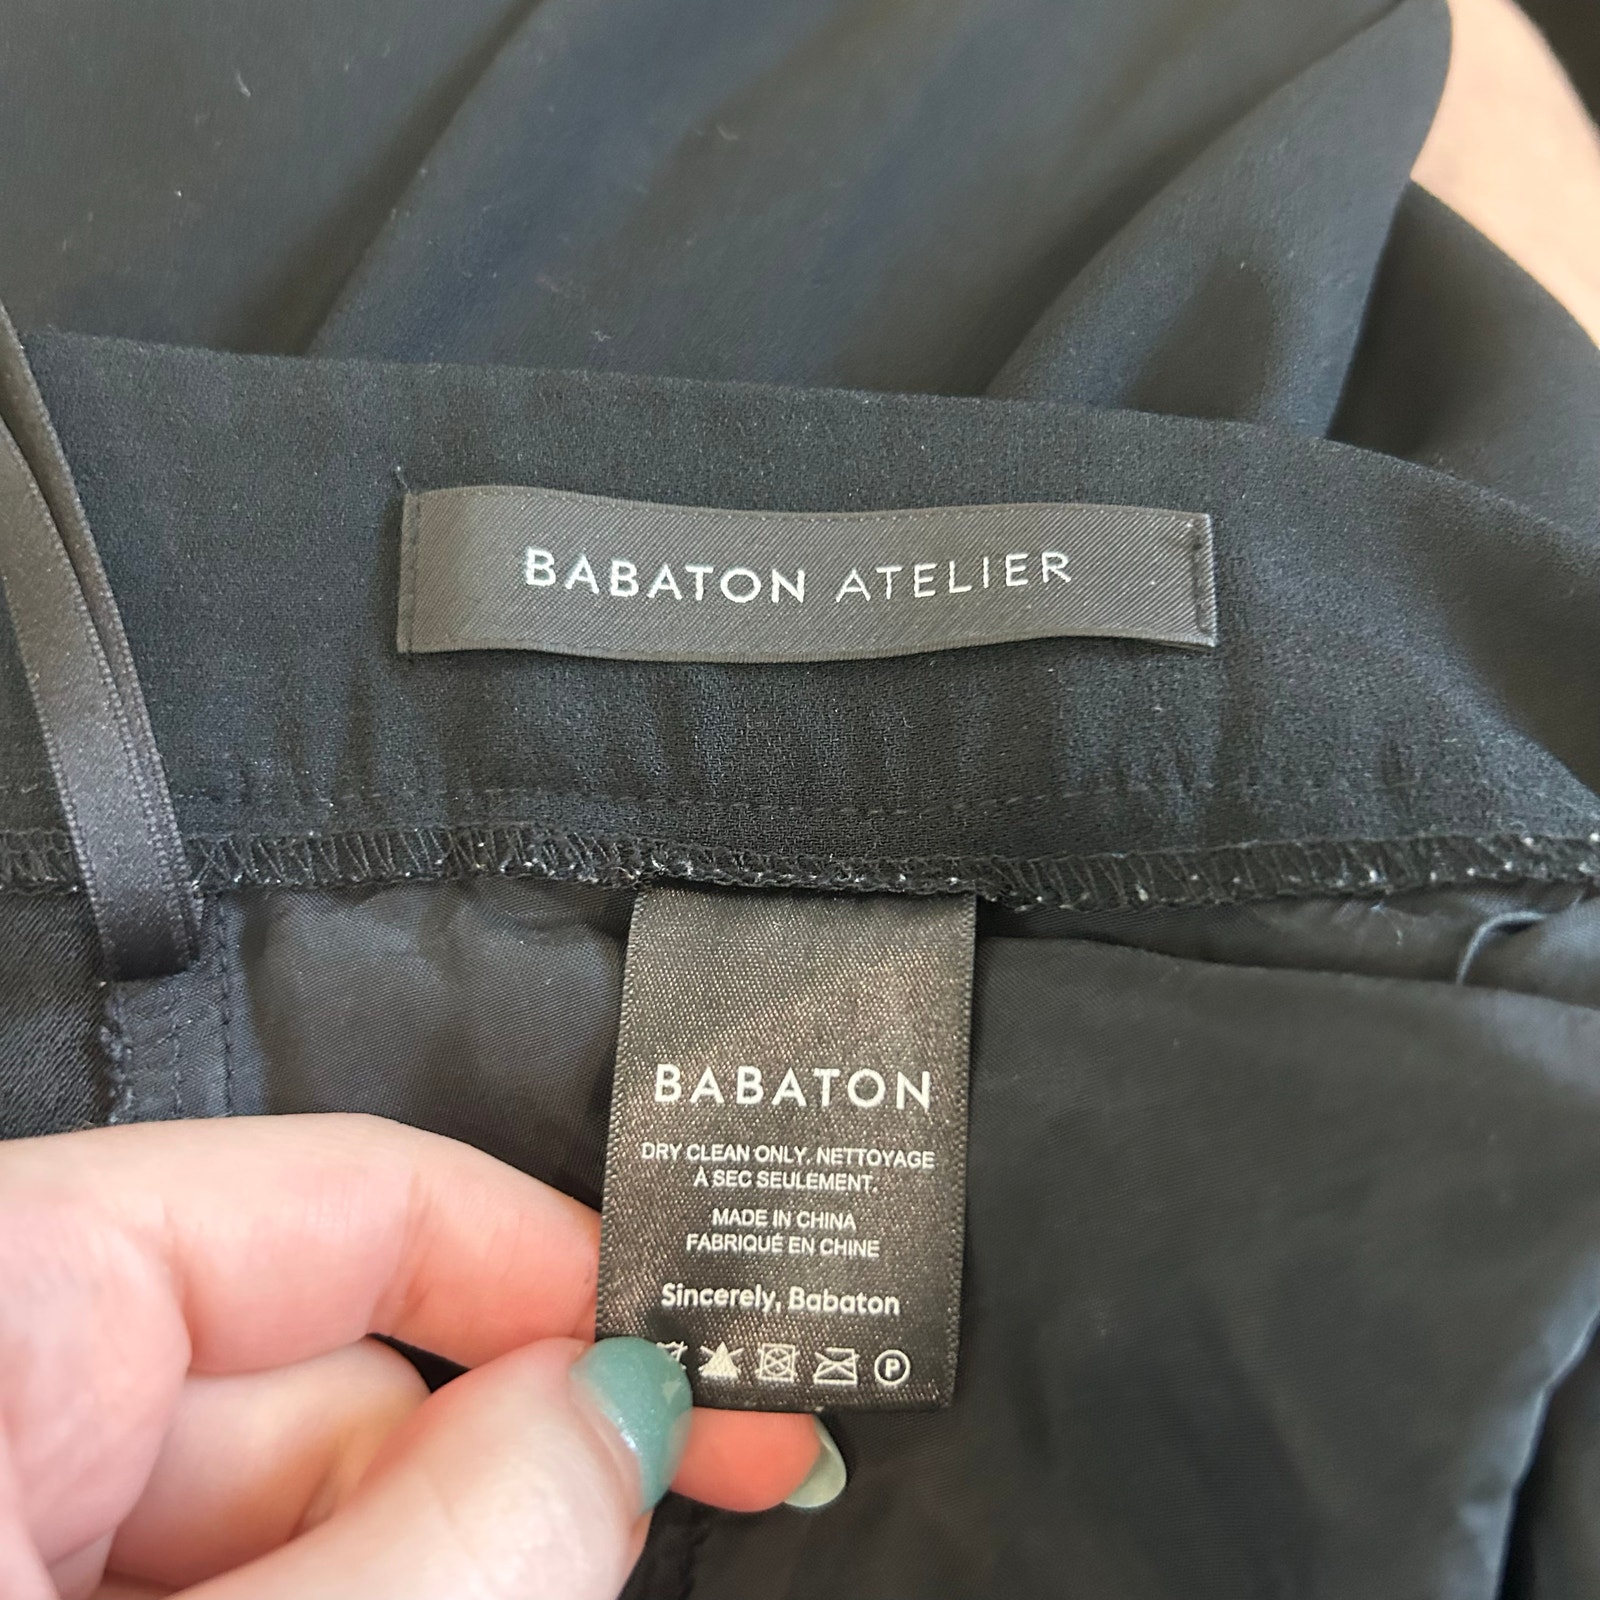 BABATON ATELIER
BABATON
DRY CLEAN ONLY. NETTOYAGE
À SEC SEULEMENT.
MADE IN CHINA
FABRIQUÉ EN CHINE
Sincerely, Babaton
P